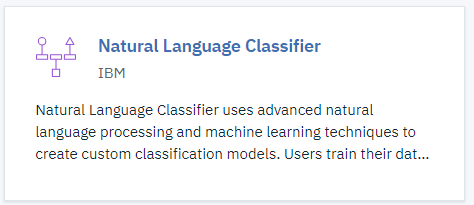 Natural Language Classifier
IBM
Natural Language Classifier uses advanced natural
language processing and machine learning techniques to
create custom classification models. Users train their dat...